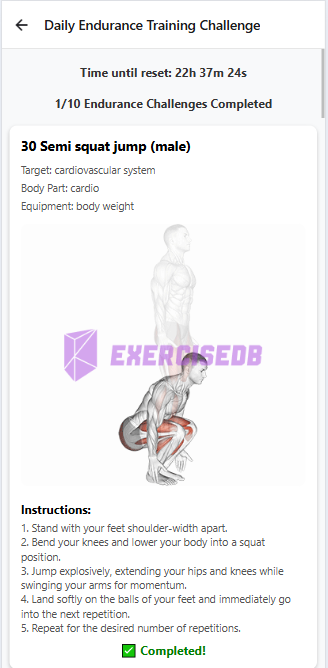 Daily Endurance Training Challenge
Time until reset: 22h 37m 24s
1/10 Endurance Challenges Completed
30 Semi squat jump (male)
Target: cardiovascular system
Body Part: cardio
Equipment: body weight
EXERCISEDB
Instructions:
1. Stand with your feet shoulder-width apart.
2. Bend your knees and lower your body into a squat
position.
3. Jump explosively, extending your hips and knees while
swinging your arms for momentum.
4. Land softly on the balls of your feet and immediately go
into the next repetition.
5. Repeat for the desired number of repetitions.
✅ Completed!